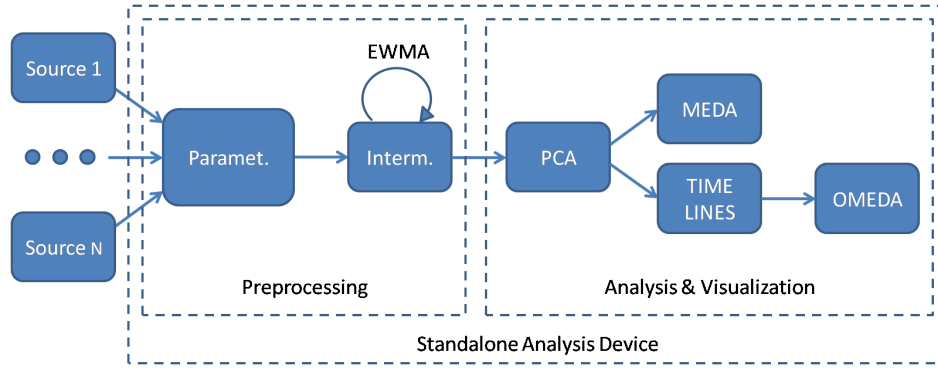 EWMA
Source 1
MEDA
Paramet.
Interm.
PCA
TIME
LINES
OMEDA
Source N
Preprocessing
Analysis & Visualization
Standalone Analysis Device